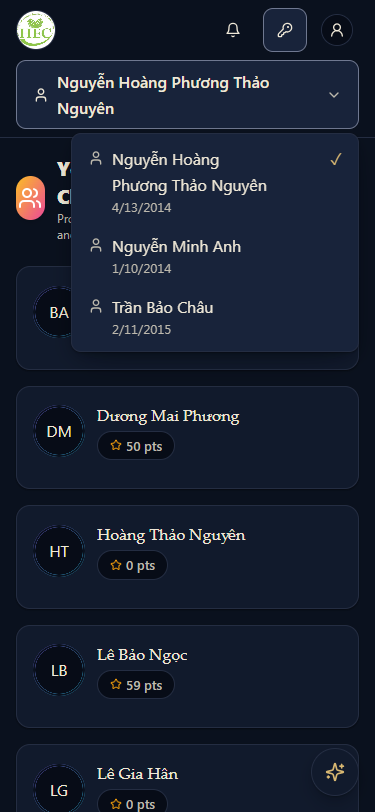 HEC
Nguyễn Hoàng Phương Thảo
Nguyên
Nguyễn Hoàng
Phương Thảo Nguyên
4/13/2014
Nguyễn Minh Anh
1/10/2014
Trần Bảo Châu
2/11/2015
BA
DM
Dương Mai Phương
50 pts
HT
Hoàng Thảo Nguyên
0 pts
LB
Lê Bảo Ngọc
59 pts
LG
Lê Gia Hân
0 pts